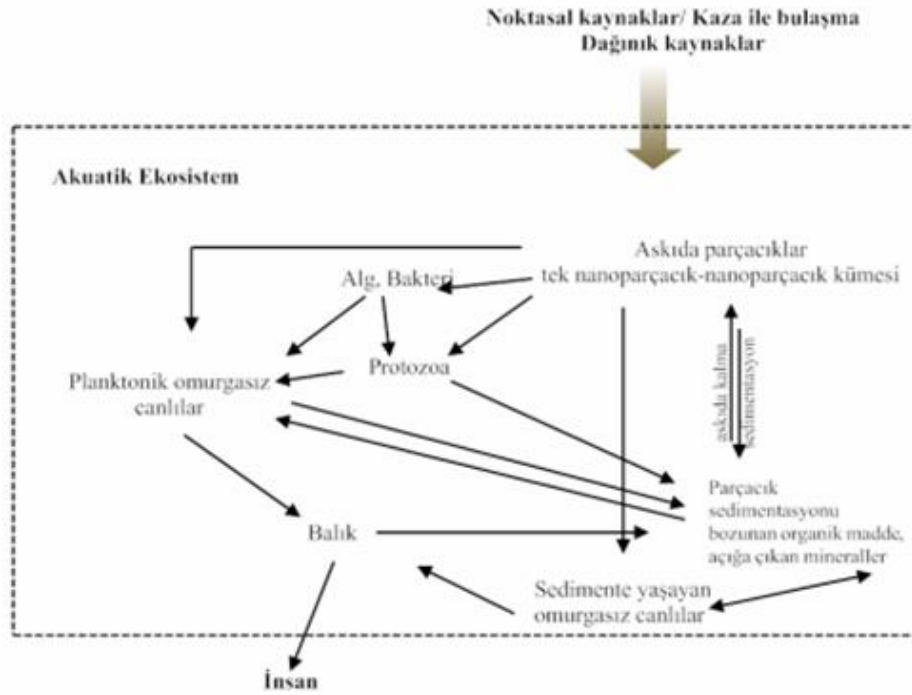 Noktasal kaynaklar/ Kaza ile bulaşma
Dağınık kaynaklar
Akuatik Ekosistem
Askıda parçacıklar
tek nanoparçacık-nanoparçacık kümesi
Alg, Bakteri
Protozoa
Planktonik omurgasız
canlılar
askıda kalma
sedimentasyon
Parçacık
sedimentasyonu
bozunan organik madde,
açığa çıkan mineraller
Balık
Sedimente yaşayan
omurgasız canlılar
İnsan